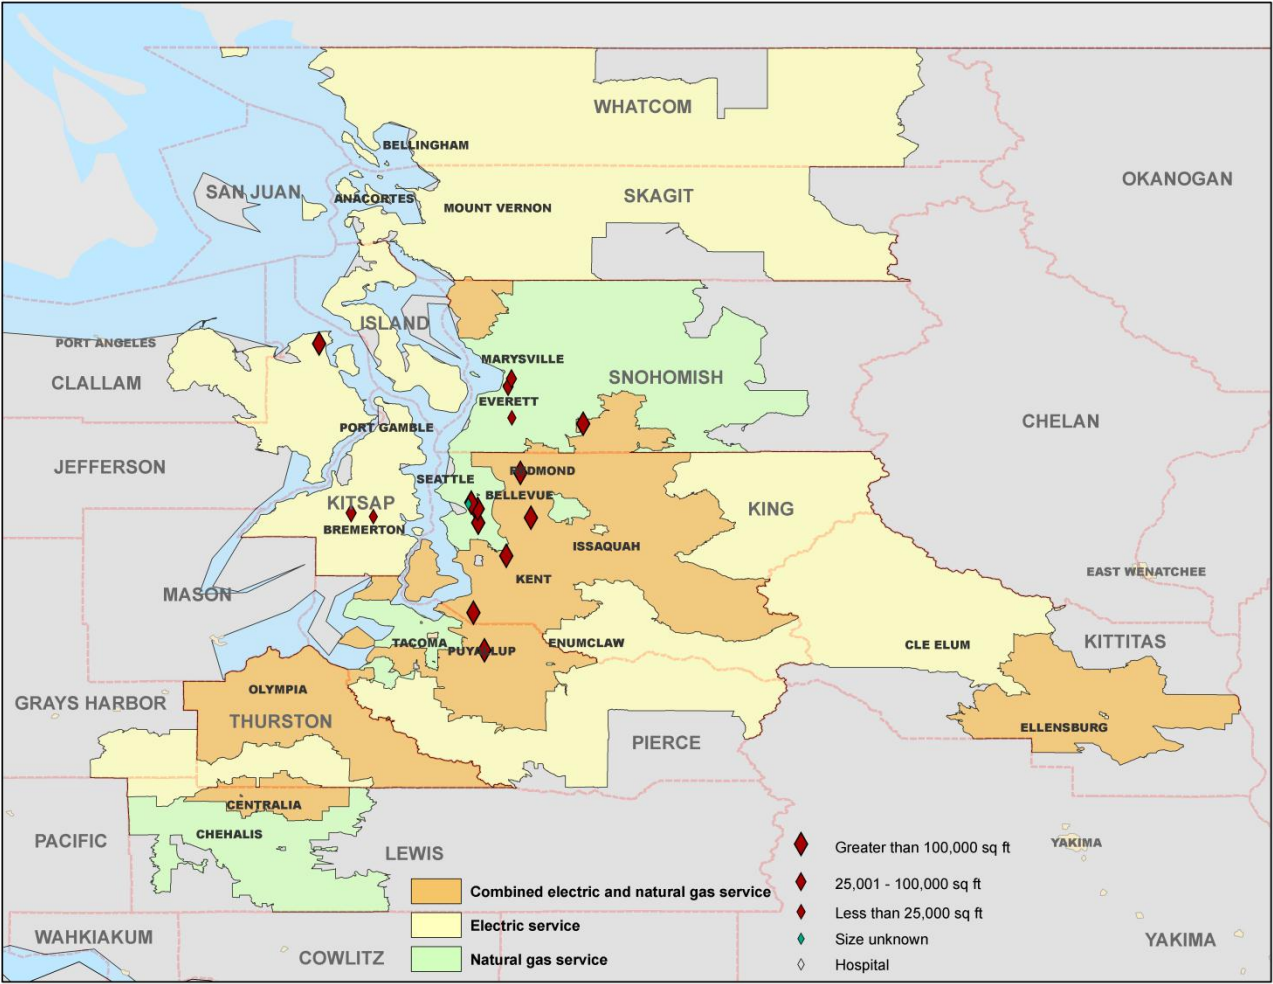 WHATCOM
BELLINGHAM
OKANOGAN
SAN JUAN
SKAGIT
ANACORTES
MOUNT VERNON
ISLAND
PORT ANGELES
MARYSVILLE
CLALLAM
SNOHOMISH
EVERETT
CHELAN
PORT GAMBLE
JEFFERSON
REDMOND
SEATTLE
BELLEVUE
KITSAP
KING
BREMERTON
ISSAQUAH
EAST WENATCHEE
KENT
MASON
TACOMA
ENUMCLAW
KITTITAS
CLE ELUM
PUYALLUP
OLYMPIA
GRAYS HARBOR
THURSTON
ELLENSBURG
PIERCE
CENTRALIA
CHEHALIS
PACIFIC
YAKIMA
LEWIS
Greater than 100,000 sq ft
25,001 - 100,000 sq ft
Less than 25,000 sq ft
Size unknown
Hospital
Combined electric and natural gas service
Electric service
Natural gas service
WAHKIAKUM
COWLITZ
YAKIMA